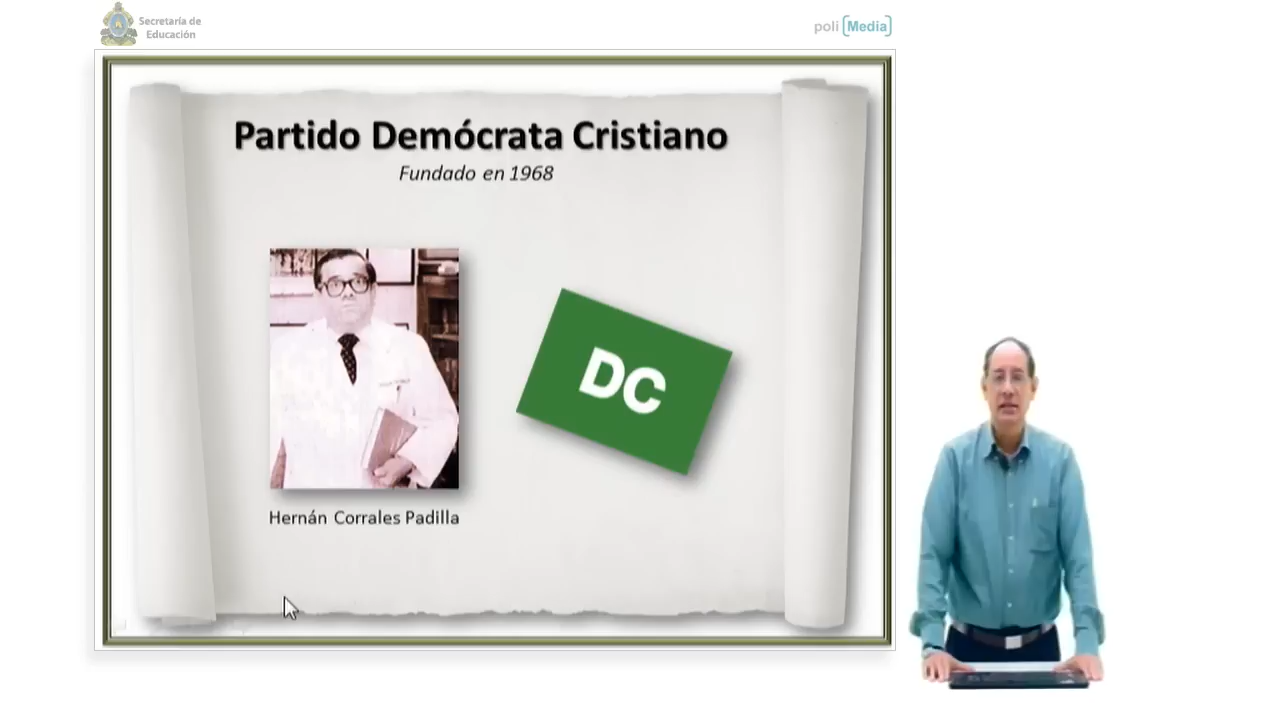 Secretaría de
Educación
poli [Media]
Partido Demócrata Cristiano
Fundado en 1968
DC
Hernán Corrales Padilla